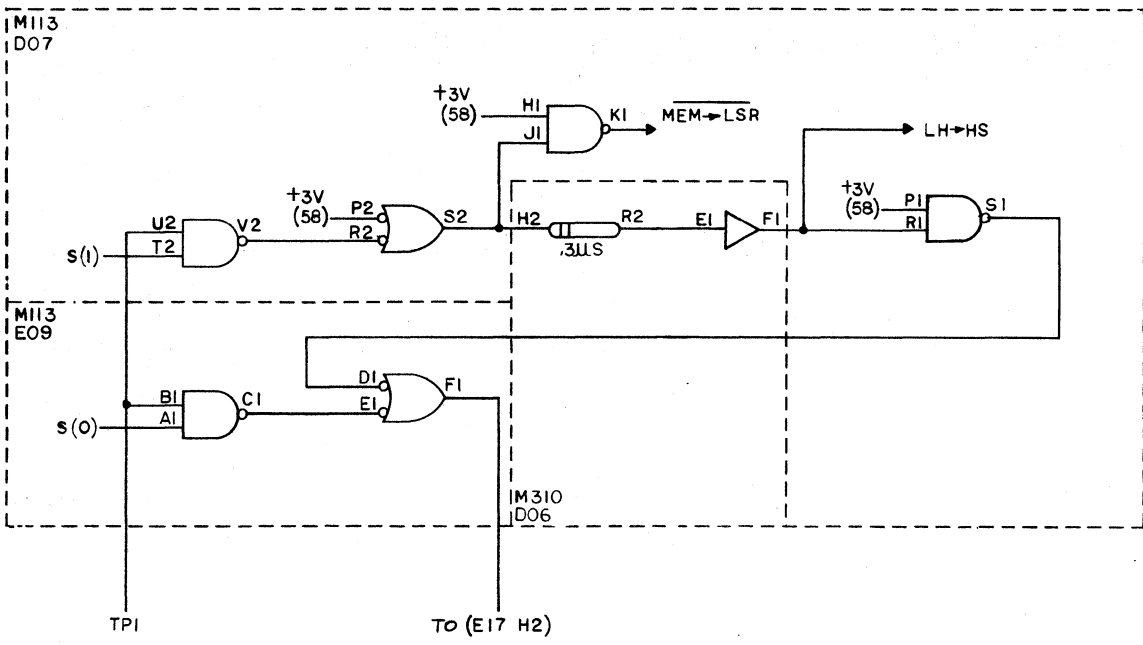 M113
D07
+3V
(58)
H1
J1
K1
MEM→LSR
LH→HS
+3V
(58)
P2
R2
S2
H2
R2
.3µS
E1
F1
+3V
(58)
P1
R1
S1
U2
T2
V2
S(1)
M113
E09
B1
A1
C1
S(0)
D1
E1
F1
M310
D06
TP1
TO (E17 H2)